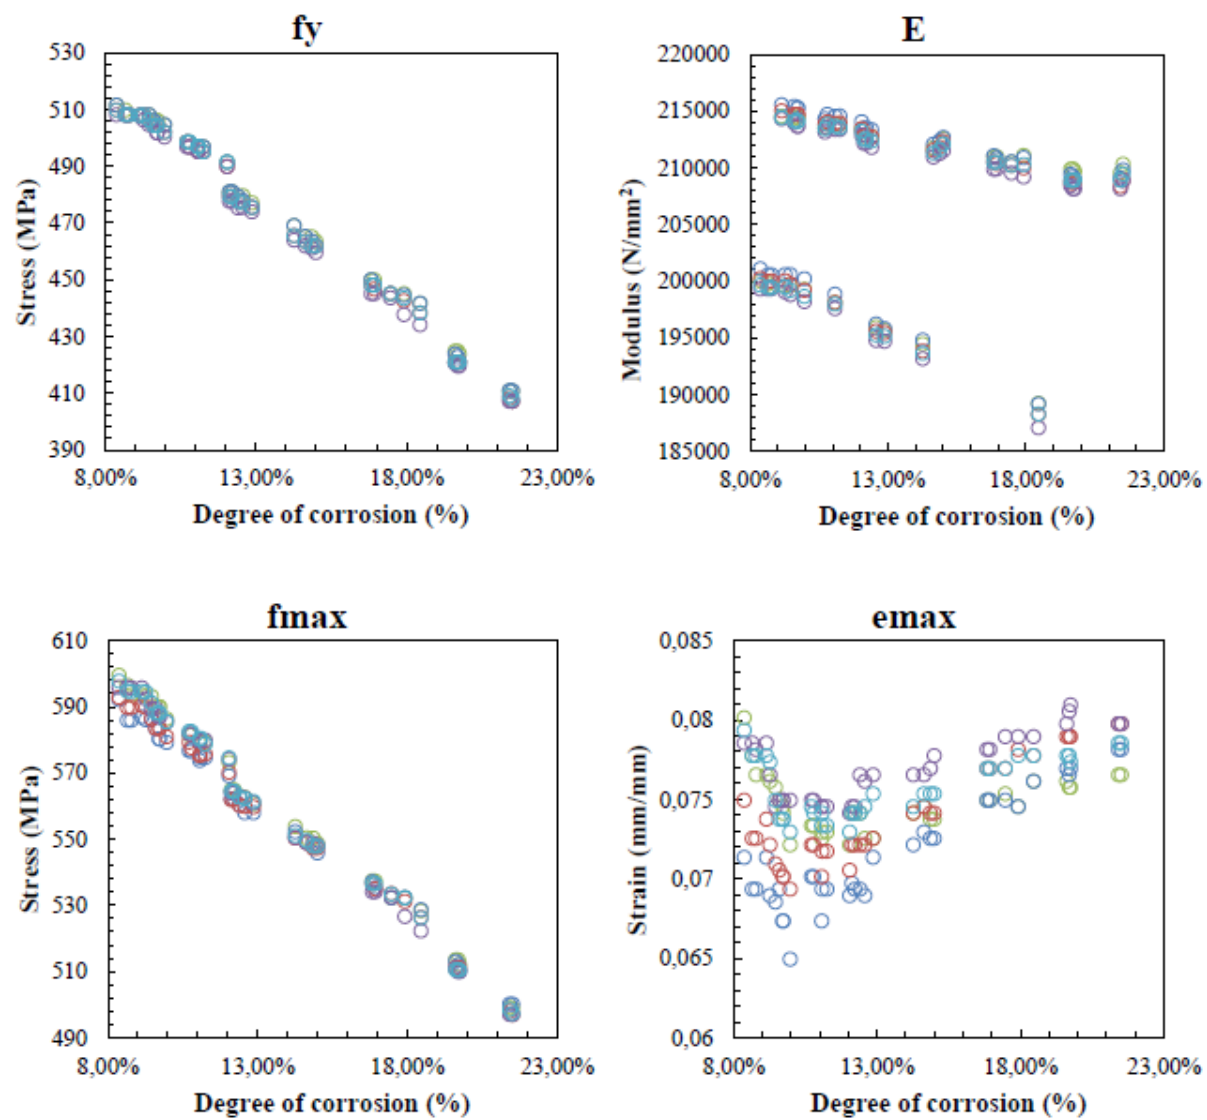 fy
530
510
490
470
450
430
410
390
Stress (MPa)
8,00% 13,00% 18,00% 23,00%
Degree of corrosion (%)
E
220000
215000
210000
205000
200000
195000
190000
185000
Modulus (N/mm²)
8,00% 13,00% 18,00% 23,00%
Degree of corrosion (%)
fmax
610
590
570
550
530
510
490
Stress (MPa)
8,00% 13,00% 18,00% 23,00%
Degree of corrosion (%)
emax
0,085
0,08
0,075
0,07
0,065
0,06
Strain (mm/mm)
8,00% 13,00% 18,00% 23,00%
Degree of corrosion (%)